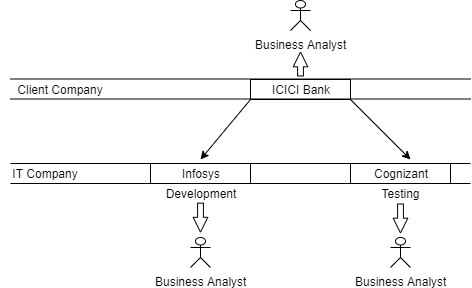 Business Analyst
Client Company
ICICI Bank
IT Company
Infosys
Cognizant
Development
Testing
Business Analyst
Business Analyst